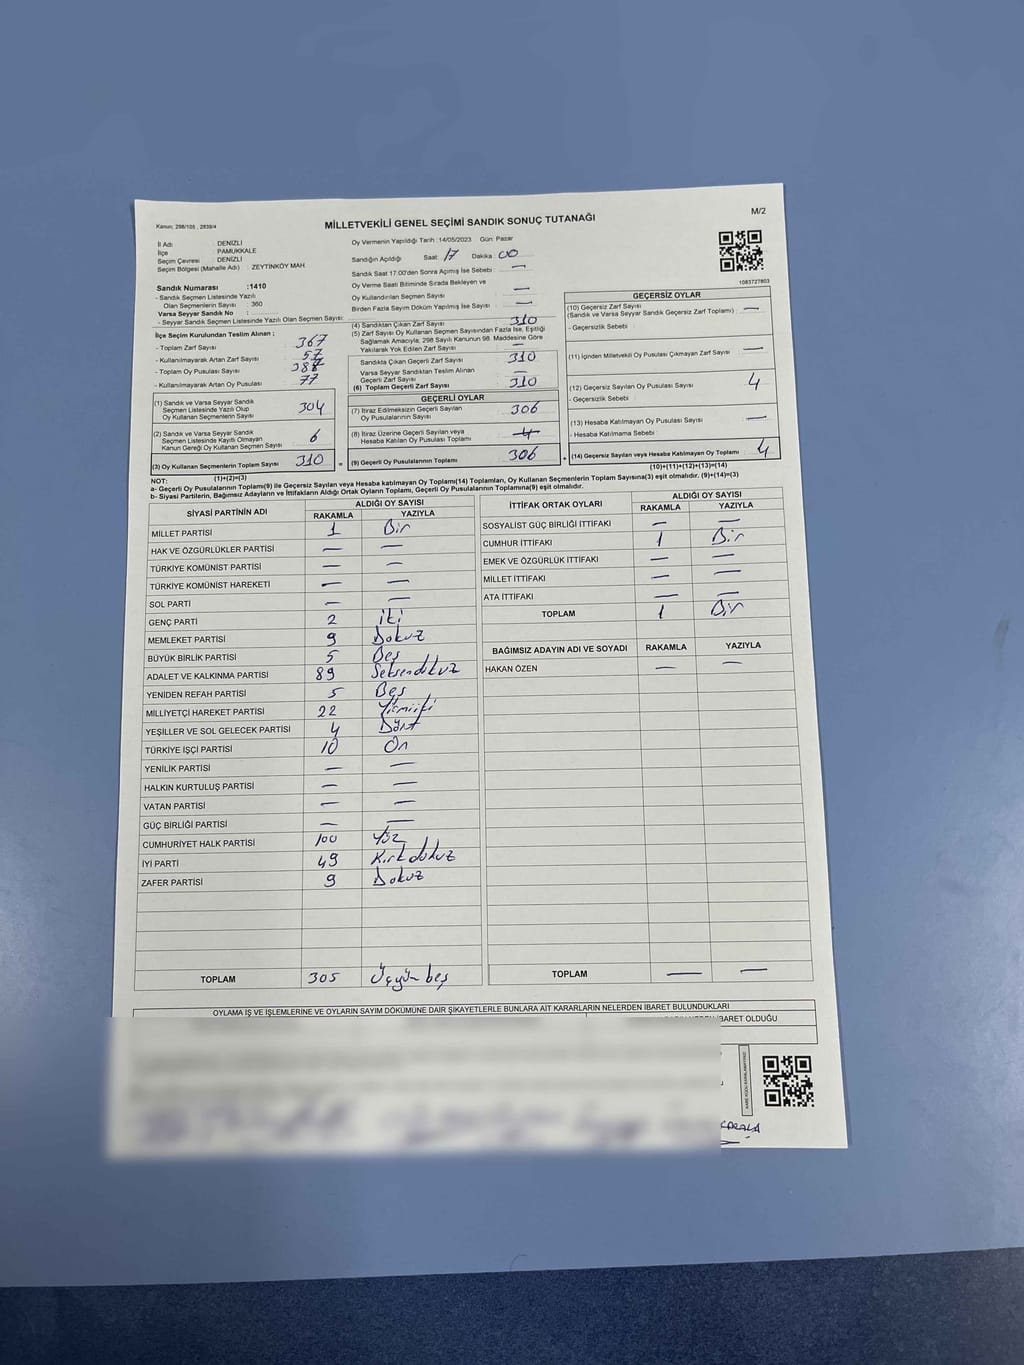 MİLLETVEKİLİ GENEL SEÇİMİ SANDIK SONUÇ TUTANAĞI
M/2
Kanun: 298/105 , 2839/4
İl Adı : DENİZLİ
İlçe : PAMUKKALE
Seçim Çevresi : DENİZLİ
Seçim Bölgesi (Mahalle Adı) : ZEYTİNKÖY MAH.
Sandık Numarası :1410
- Sandık Seçmen Listesinde Yazılı
Olan Seçmenlerin Sayısı : 360
Varsa Seyyar Sandık No :
- Seyyar Sandık Seçmen Listesinde Yazılı Olan Seçmen Sayısı:
İlçe Seçim Kurulundan Teslim Alınan ;
- Toplam Zarf Sayısı 367
- Kullanılmayarak Artan Zarf Sayısı 57
- Toplam Oy Pusulası
- Kullanılmayarak Artan Oy Pusulası 77
(1) Sandık ve Varsa Seyyar Sandık
Seçmen Listesinde Yazılı Olup
Oy Kullanan Seçmenlerin Sayısı 304
(2) Sandık ve Varsa Seyyar Sandık
Seçmen Listesinde Kayıtlı Olmayan
Kanun Gereği Oy Kullanan Seçmen Sayısı 6
(3) Oy Kullanan Seçmenlerin Toplam Sayısı 310
(1)+(2)=(3)
Oy Vermenin Yapıldığı Tarih :14/05/2023 Gün: Pazar
Sandığın Açıldığı Saat: 17 Dakika 00
Sandık Saat 17:00'den Sonra Açılmış İse Sebebi : —
Oy Verme Saati Bitiminde Sırada Bekleyen ve
Oy Kullandırılan Seçmen Sayısı —
Birden Fazla Seçim Döküm Yapılmış İse Sayısı : —
(4) Sandıktan Çıkan Zarf Sayısı 310
(5) Zarf Sayısı Oy Kullanan Seçmen Sayısından Fazla İse, Eşitliği
Sağlamak Amacıyla, 298 Sayılı Kanunun 98. Maddesine Göre
Yakılarak Yok Edilen Zarf Sayısı —
Sandıkta Çıkan Geçerli Zarf Sayısı 310
Varsa Seyyar Sandıktan Teslim Alınan
Geçerli Zarf Sayısı —
(6) Toplam Geçerli Zarf Sayısı 310
GEÇERLİ OYLAR
(7) İtiraz Edilmeksizin Geçerli Sayılan
Oy Pusulalarının Sayısı 306
(8) İtiraz Üzerine Geçerli Sayılan veya
Hesaba Katılan Oy Pusulası Toplamı
= (9) Geçerli Oy Pusulalarının Toplamı 306 +
1083727803
GEÇERSİZ OYLAR
(10) Geçersiz Zarf Sayısı
(Sandık ve Varsa Seyyar Sandık Geçersiz Zarf Toplamı) : —
- Geçersizlik Sebebi :
(11) İçinden Milletvekili Oy Pusulası Çıkmayan Zarf Sayısı —
(12) Geçersiz Sayılan Oy Pusulası Sayısı 4
- Geçersizlik Sebebi :
(13) Hesaba Katılmayan Oy Pusulası Sayısı —
- Hesaba Katılmama Sebebi
(14) Geçersiz Sayılan veya Hesaba Katılmayan Oy Toplamı 4
(10)+(11)+(12)+(13)=(14)
NOT:
a- Geçerli Oy Pusulalarının Toplamı(9) ile Geçersiz Sayılan veya Hesaba katılmayan Oy Toplamı(14) Toplamları, Oy Kullanan Seçmenlerin Toplam Sayısına(3) eşit olmalıdır. (9)+(14)=(3)
b- Siyasi Partilerin, Bağımsız Adayların ve İttifakların Aldığı Ortak Oyların Toplamı, Geçerli Oy Pusulalarının Toplamına(9) eşit olmalıdır.
SİYASİ PARTİNİN ADI ALDIĞI OY SAYISI
RAKAMLA YAZIYLA
MİLLET PARTİSİ 1 Bir
HAK VE ÖZGÜRLÜKLER PARTİSİ — —
TÜRKİYE KOMÜNİST PARTİSİ — —
TÜRKİYE KOMÜNİST HAREKETİ — —
SOL PARTİ — —
GENÇ PARTİ 2 iki
MEMLEKET PARTİSİ 9 Dokuz
BÜYÜK BİRLİK PARTİSİ 5 Beş
ADALET VE KALKINMA PARTİSİ 89 Seksendokuz
YENİDEN REFAH PARTİSİ 5 Beş
MİLLİYETÇİ HAREKET PARTİSİ 22 Yirmiiki
YEŞİLLER VE SOL GELECEK PARTİSİ 4 Dört
TÜRKİYE İŞÇİ PARTİSİ 10 On
YENİLİK PARTİSİ — —
HALKIN KURTULUŞ PARTİSİ — —
VATAN PARTİSİ — —
GÜÇ BİRLİĞİ PARTİSİ — —
CUMHURİYET HALK PARTİSİ 100 Yüz
İYİ PARTİ 49 Kırkdokuz
ZAFER PARTİSİ 9 Dokuz
TOPLAM 305 Üçyüzbeş
İTTİFAK ORTAK OYLARI ALDIĞI OY SAYISI
RAKAMLA YAZIYLA
SOSYALİST GÜÇ BİRLİĞİ İTTİFAKI — —
CUMHUR İTTİFAKI 1 Bir
EMEK VE ÖZGÜRLÜK İTTİFAKI — —
MİLLET İTTİFAKI — —
ATA İTTİFAKI — —
TOPLAM 1 Bir
BAĞIMSIZ ADAYIN ADI VE SOYADI RAKAMLA YAZIYLA
HAKAN ÖZEN — —
TOPLAM — —
OYLAMA İŞ VE İŞLEMLERİNE VE OYLARIN SAYIM DÖKÜMÜNE DAİR ŞİKAYETLERLE BUNLARA AİT KARARLARIN NELERDEN İBARET BULUNDUKLARI
İBARET OLDUĞU